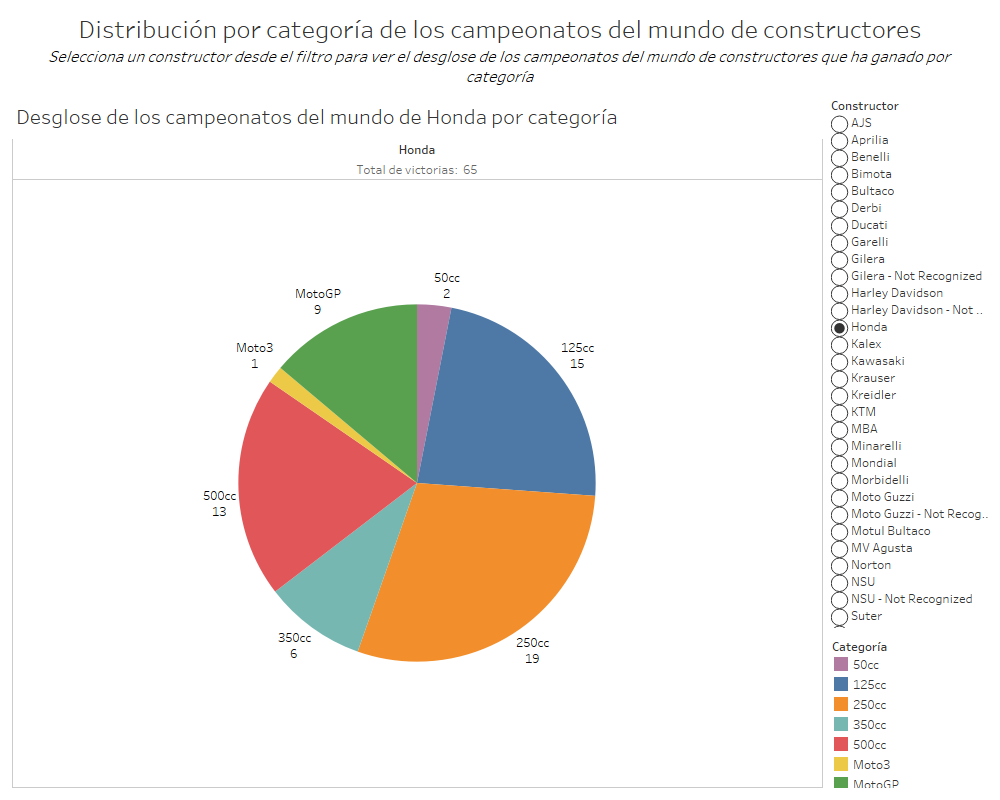 Distribución por categoría de los campeonatos del mundo de constructores
Selecciona un constructor desde el filtro para ver el desglose de los campeonatos del mundo de constructores que ha ganado por
categoría
Desglose de los campeonatos del mundo de Honda por categoría
Honda
Total de victorias: 65
50cc
2
MotoGP
9
125cc
15
Moto3
1
500cc
13
350cc
6
250cc
19
Constructor
AJS
Aprilia
Benelli
Bimota
Bultaco
Derbi
Ducati
Garelli
Gilera
Gilera - Not Recognized
Harley Davidson
Harley Davidson - Not ..
Honda
Kalex
Kawasaki
Krauser
Kreidler
KTM
MBA
Minarelli
Mondial
Morbidelli
Moto Guzzi
Moto Guzzi - Not Recog..
Motul Bultaco
MV Agusta
Norton
NSU
NSU - Not Recognized
Suter
Categoría
50cc
125cc
250cc
350cc
500cc
Moto3
MotoGP